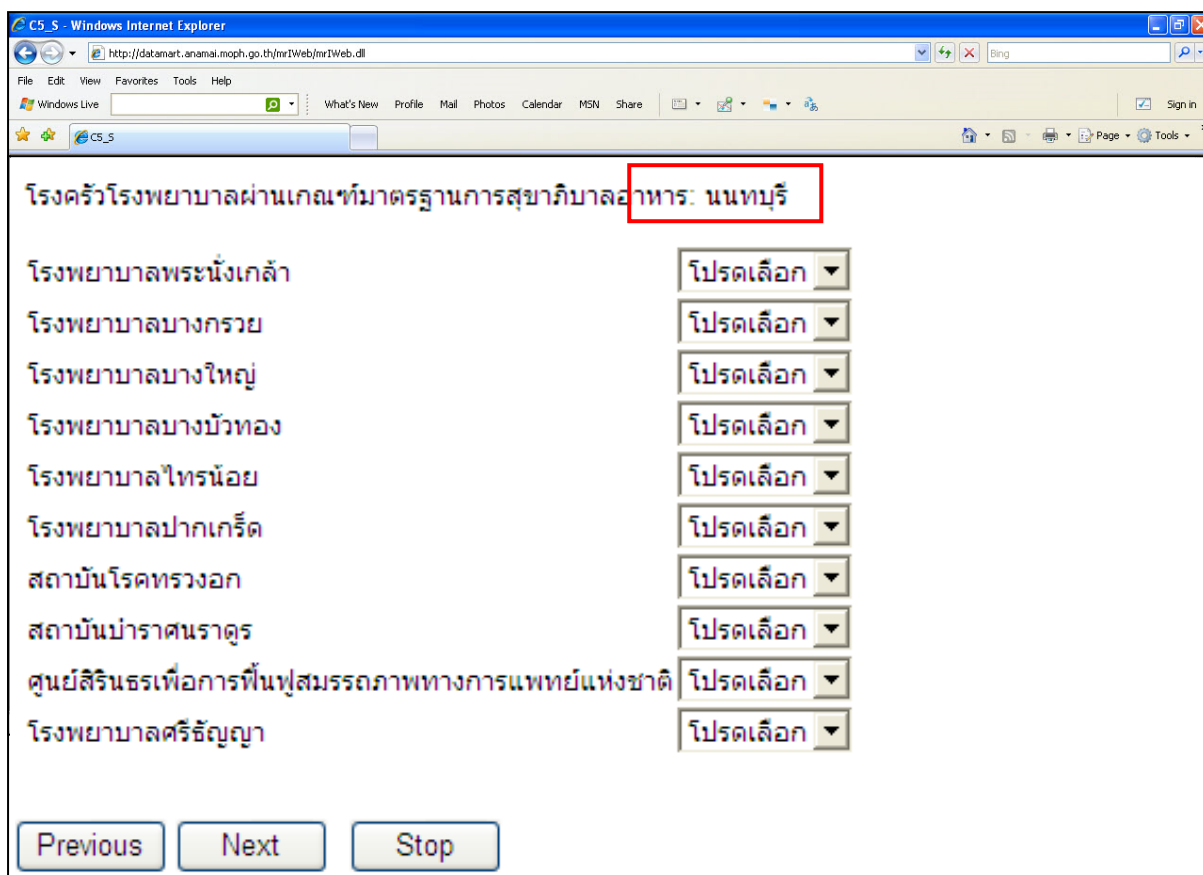 C5_S - Windows Internet Explorer
http://datamart.anamai.moph.go.th/mrIWeb/mrIWeb.dll Bing
File Edit View Favorites Tools Help
Windows Live What's New Profile Mail Photos Calendar MSN Share Sign in
C5_S Page Tools
โรงครัวโรงพยาบาลผ่านเกณฑ์มาตรฐานการสุขาภิบาลอาหาร: นนทบุรี
โรงพยาบาลพระนั่งเกล้า โปรดเลือก
โรงพยาบาลบางกรวย โปรดเลือก
โรงพยาบาลบางใหญ่ โปรดเลือก
โรงพยาบาลบางบัวทอง โปรดเลือก
โรงพยาบาลไทรน้อย โปรดเลือก
โรงพยาบาลปากเกร็ด โปรดเลือก
สถาบันโรคทรวงอก โปรดเลือก
สถาบันบำราศนราดูร โปรดเลือก
ศูนย์สิรินธรเพื่อการฟื้นฟูสมรรถภาพทางการแพทย์แห่งชาติ โปรดเลือก
โรงพยาบาลศรีธัญญา โปรดเลือก
Previous Next Stop